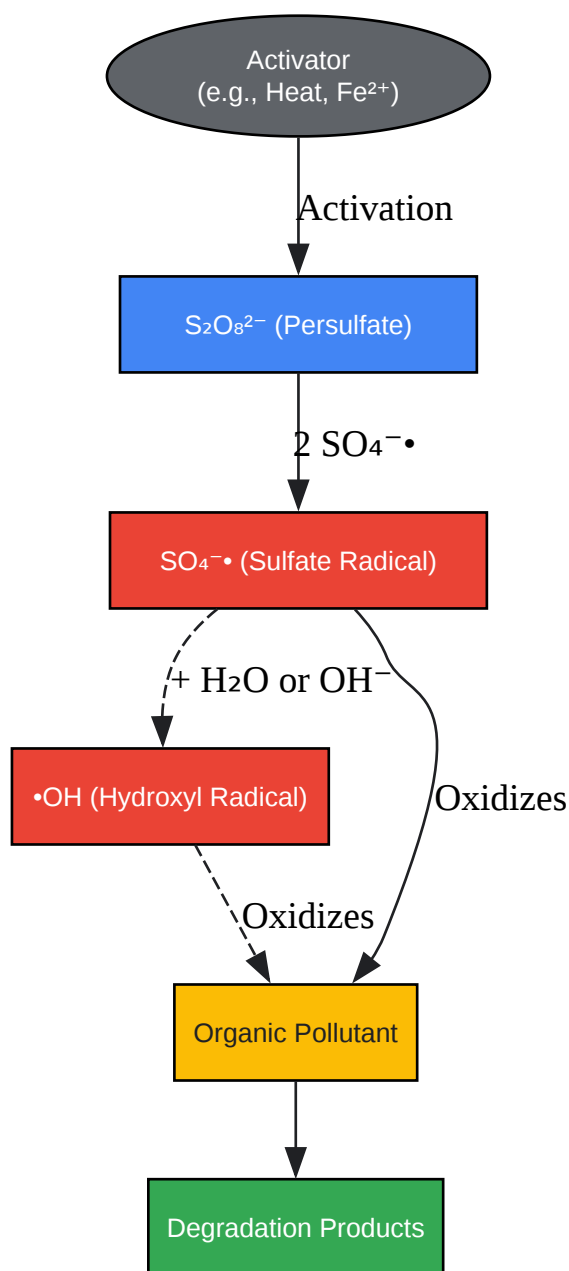 Activator
(e.g., Heat, Fe²⁺)
Activation
S₂O₈²⁻ (Persulfate)
2 SO₄⁻•
SO₄⁻• (Sulfate Radical)
+ H₂O or OH⁻
•OH (Hydroxyl Radical)
Oxidizes
Oxidizes
Organic Pollutant
Degradation Products